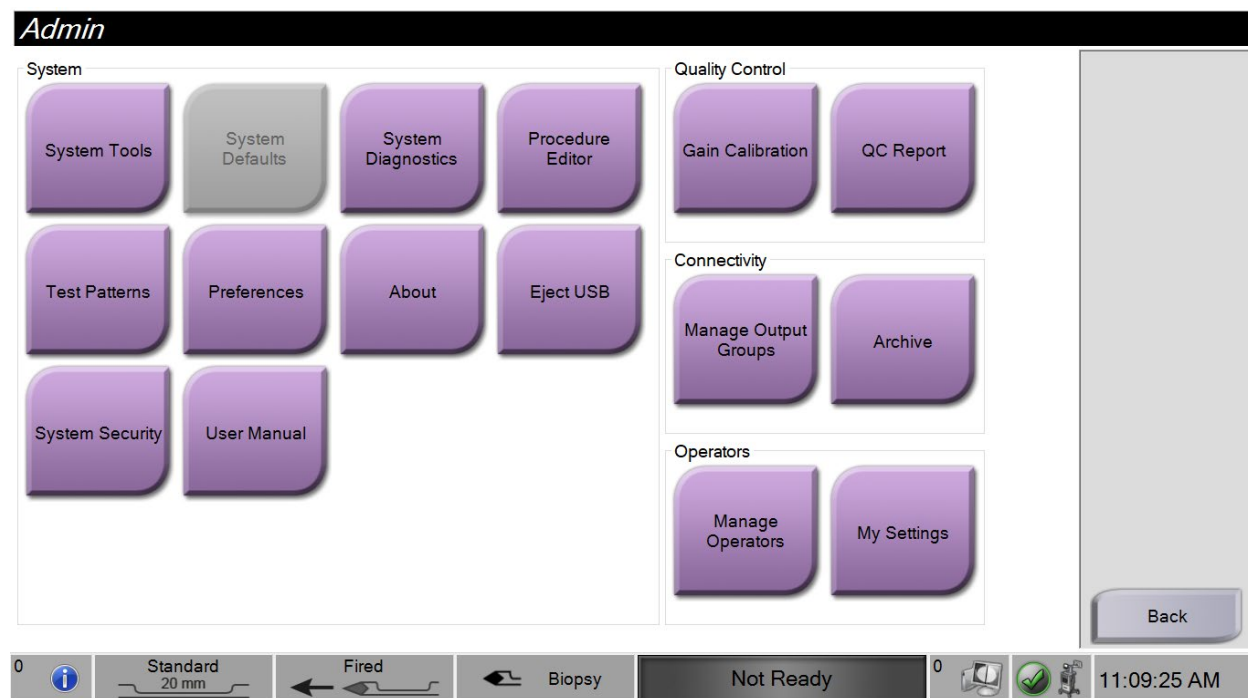 Admin
System
System Tools
System
Defaults
System
Diagnostics
Procedure
Editor
Test Patterns
Preferences
About
Eject USB
System Security
User Manual
Quality Control
Gain Calibration
QC Report
Connectivity
Manage Output
Groups
Archive
Operators
Manage
Operators
My Settings
Back
0
Standard
20 mm
Fired
Biopsy
Not Ready
0
11:09:25 AM